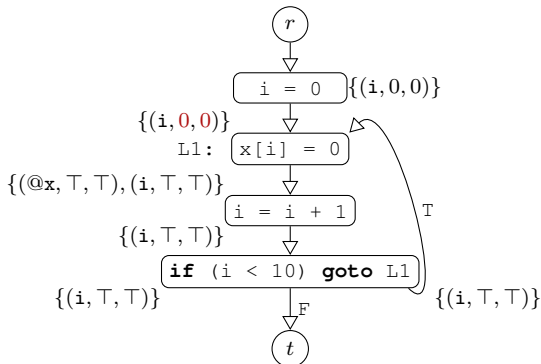 r
i = 0 {(i, 0, 0)}
{(i, 0, 0)}
L1: x[i] = 0
{(@x, ⊤, ⊤), (i, ⊤, ⊤)}
i = i + 1 T
{(i, ⊤, ⊤)}
if (i < 10) goto L1
{(i, ⊤, ⊤)} F {(i, ⊤, ⊤)}
t